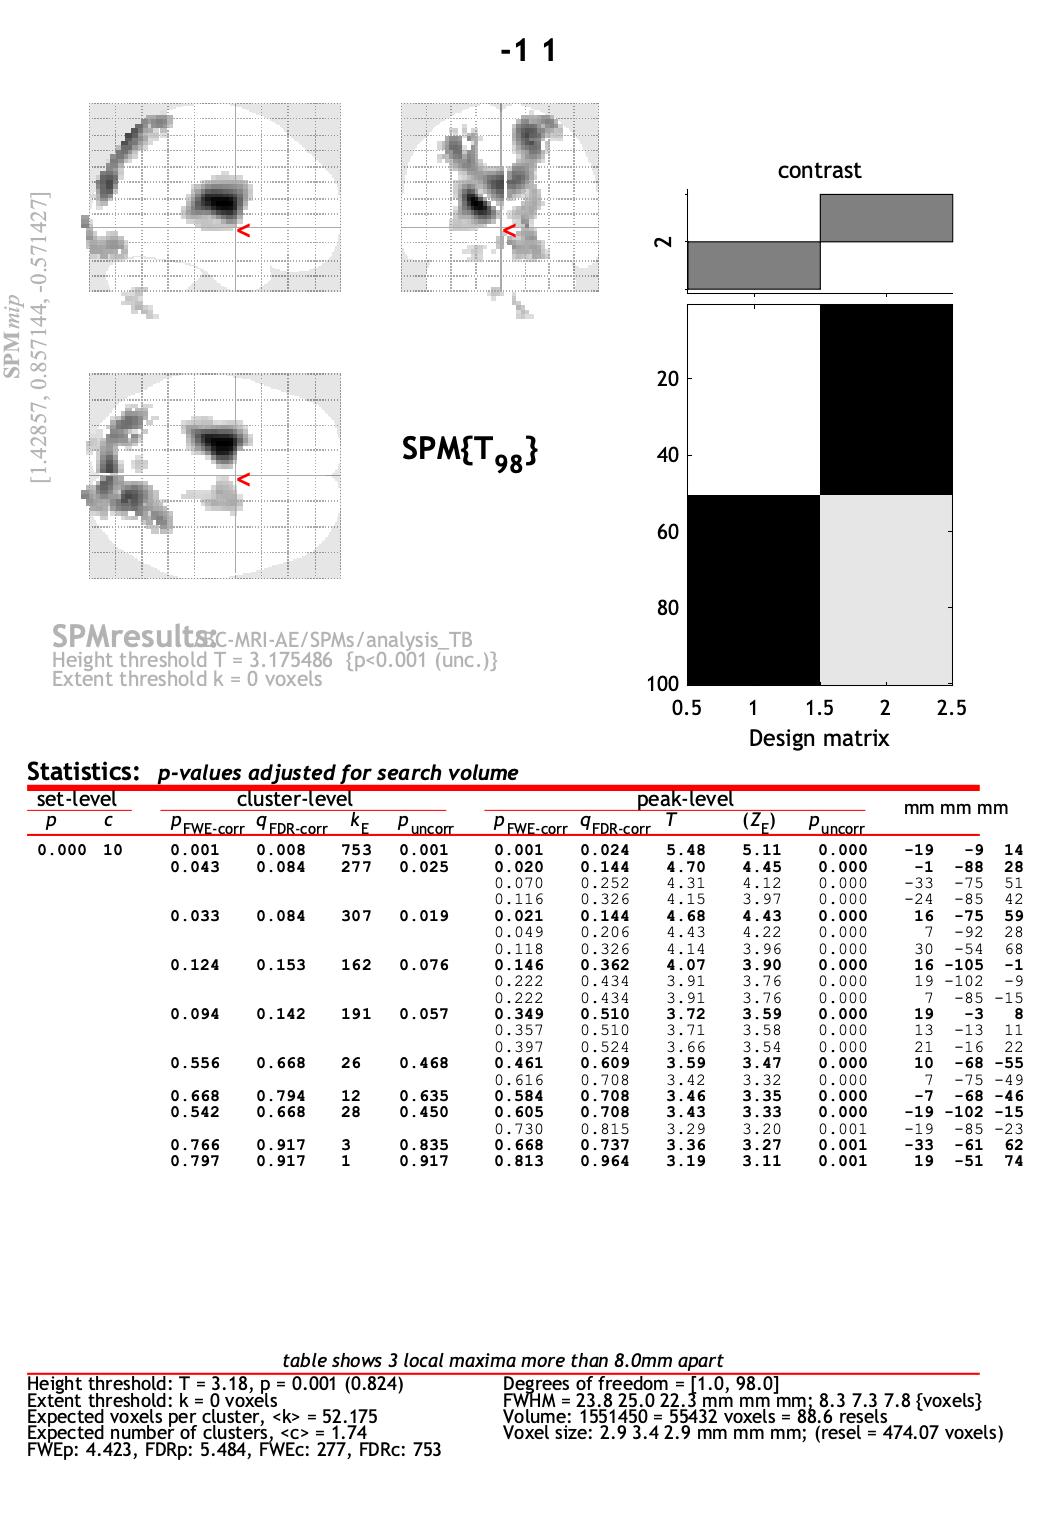 -1 1
contrast
2
SPMmip
[1.42857, 0.857144, -0.571427]
<
<
<
SPM{T98}
20
40
60
80
100
0.5 1 1.5 2 2.5
Design matrix
SPMresults: -MRI-AE/SPMs/analysis_TB
Height threshold T = 3.175486 {p<0.001 (unc.)}
Extent threshold k = 0 voxels
Statistics: p-values adjusted for search volume
set-level cluster-level peak-level mm mm mm
p c pFWE-corr qFDR-corr kE puncorr pFWE-corr qFDR-corr T (ZE) puncorr
0.000 10 0.001 0.008 753 0.001 0.001 0.024 5.48 5.11 0.000 -19 -9 14
0.043 0.084 277 0.025 0.020 0.144 4.70 4.45 0.000 -1 -88 28
0.070 0.252 4.31 4.12 0.000 -33 -75 51
0.116 0.326 4.15 3.97 0.000 -24 -85 42
0.033 0.084 307 0.019 0.021 0.144 4.68 4.43 0.000 16 -75 59
0.049 0.206 4.43 4.22 0.000 7 -92 28
0.118 0.326 4.14 3.96 0.000 30 -54 68
0.124 0.153 162 0.076 0.146 0.362 4.07 3.90 0.000 16 -105 -1
0.222 0.434 3.91 3.76 0.000 19 -102 -9
0.222 0.434 3.91 3.76 0.000 7 -85 -15
0.094 0.142 191 0.057 0.349 0.510 3.72 3.59 0.000 19 -3 8
0.357 0.510 3.71 3.58 0.000 13 -13 11
0.397 0.524 3.66 3.54 0.000 21 -16 22
0.556 0.668 26 0.468 0.461 0.609 3.59 3.47 0.000 10 -68 -55
0.616 0.708 3.42 3.32 0.000 7 -75 -49
0.668 0.794 12 0.635 0.584 0.708 3.46 3.35 0.000 -7 -68 -46
0.542 0.668 28 0.450 0.605 0.708 3.43 3.33 0.000 -19 -102 -15
0.730 0.815 3.29 3.20 0.001 -19 -85 -23
0.766 0.917 3 0.835 0.668 0.737 3.36 3.27 0.001 -33 -61 62
0.797 0.917 1 0.917 0.813 0.964 3.19 3.11 0.001 19 -51 74
table shows 3 local maxima more than 8.0mm apart
Height threshold: T = 3.18, p = 0.001 (0.824)
Extent threshold: k = 0 voxels
Expected voxels per cluster, <k> = 52.175
Expected number of clusters, <c> = 1.74
FWEp: 4.423, FDRp: 5.484, FWEc: 277, FDRc: 753
Degrees of freedom = [1.0, 98.0]
FWHM = 23.8 25.0 22.3 mm mm mm; 8.3 7.3 7.8 {voxels}
Volume: 1551450 = 55432 voxels = 88.6 resels
Voxel size: 2.9 3.4 2.9 mm mm mm; (resel = 474.07 voxels)